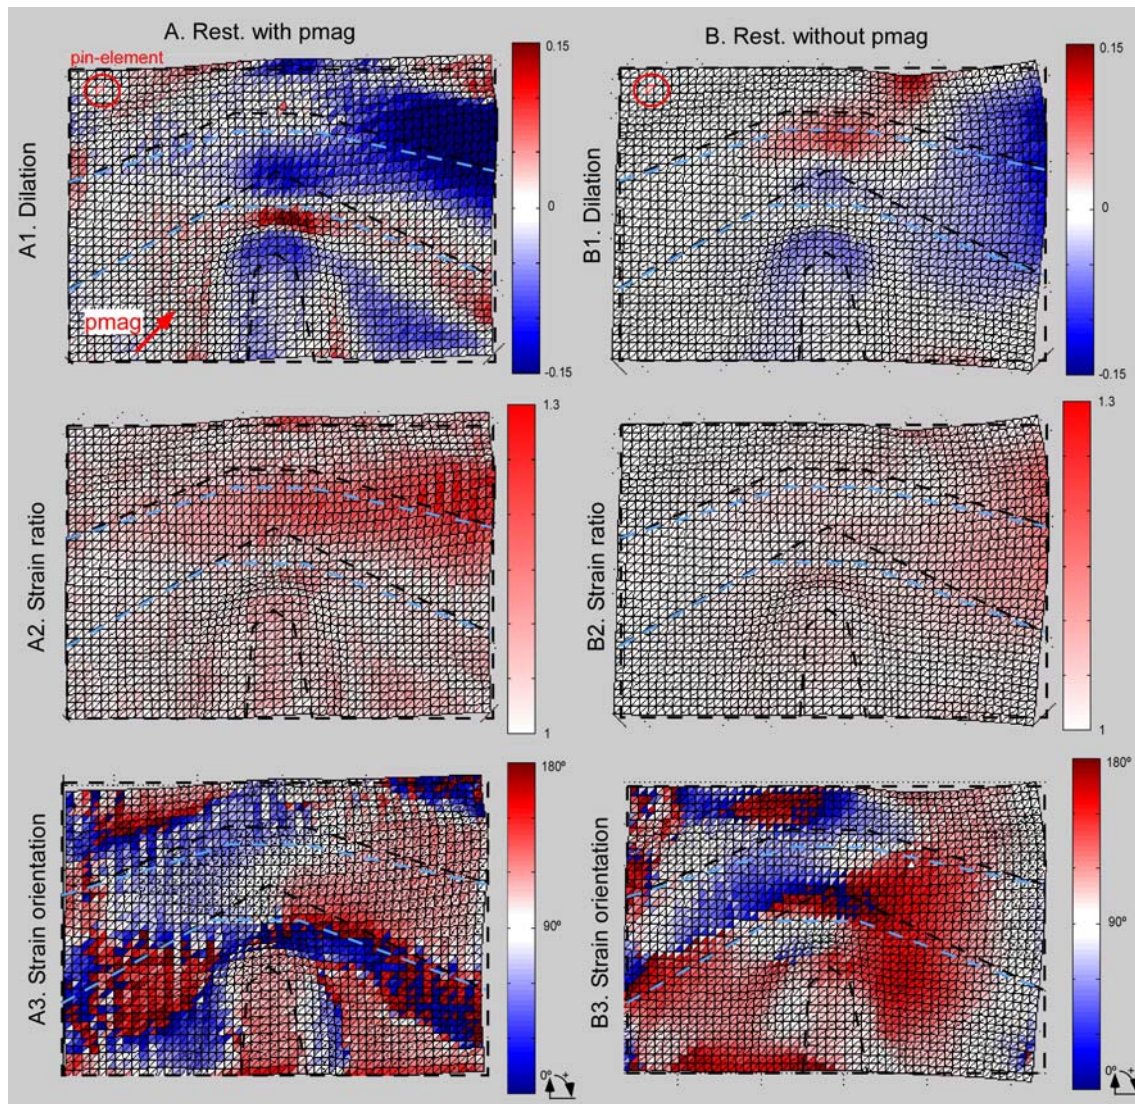 A. Rest. with pmag
B. Rest. without pmag
pin-element
0.15
0.15
A1. Dilation
0
B1. Dilation
0
pmag
-0.15
-0.15
1.3
1.3
A2. Strain ratio
B2. Strain ratio
1
1
180º
180º
A3. Strain orientation
90º
B3. Strain orientation
90º
0º
+
0º
+